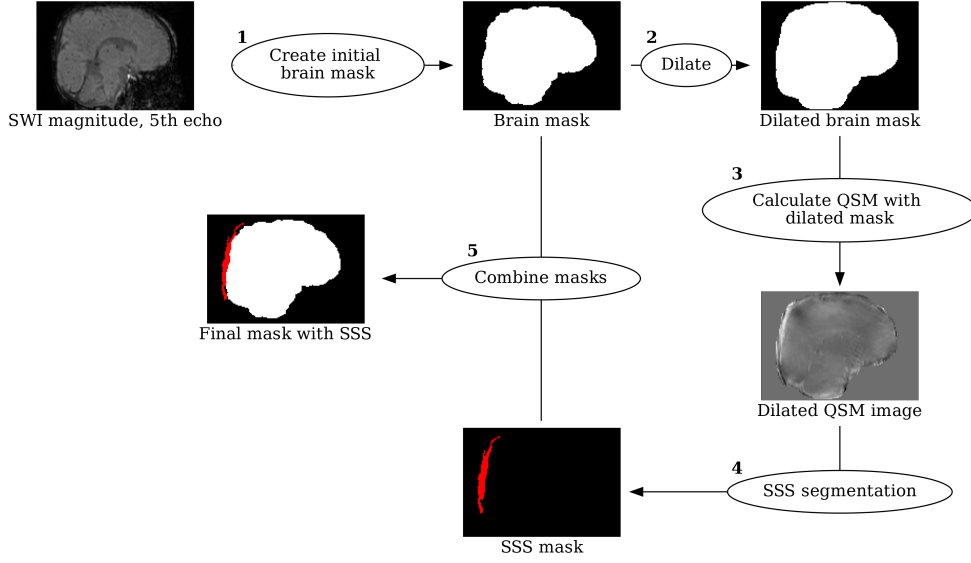 1
Create initial
brain mask
SWI magnitude, 5th echo
Brain mask
2
Dilate
Dilated brain mask
3
Calculate QSM with
dilated mask
Dilated QSM image
4
SSS segmentation
SSS mask
5
Combine masks
Final mask with SSS